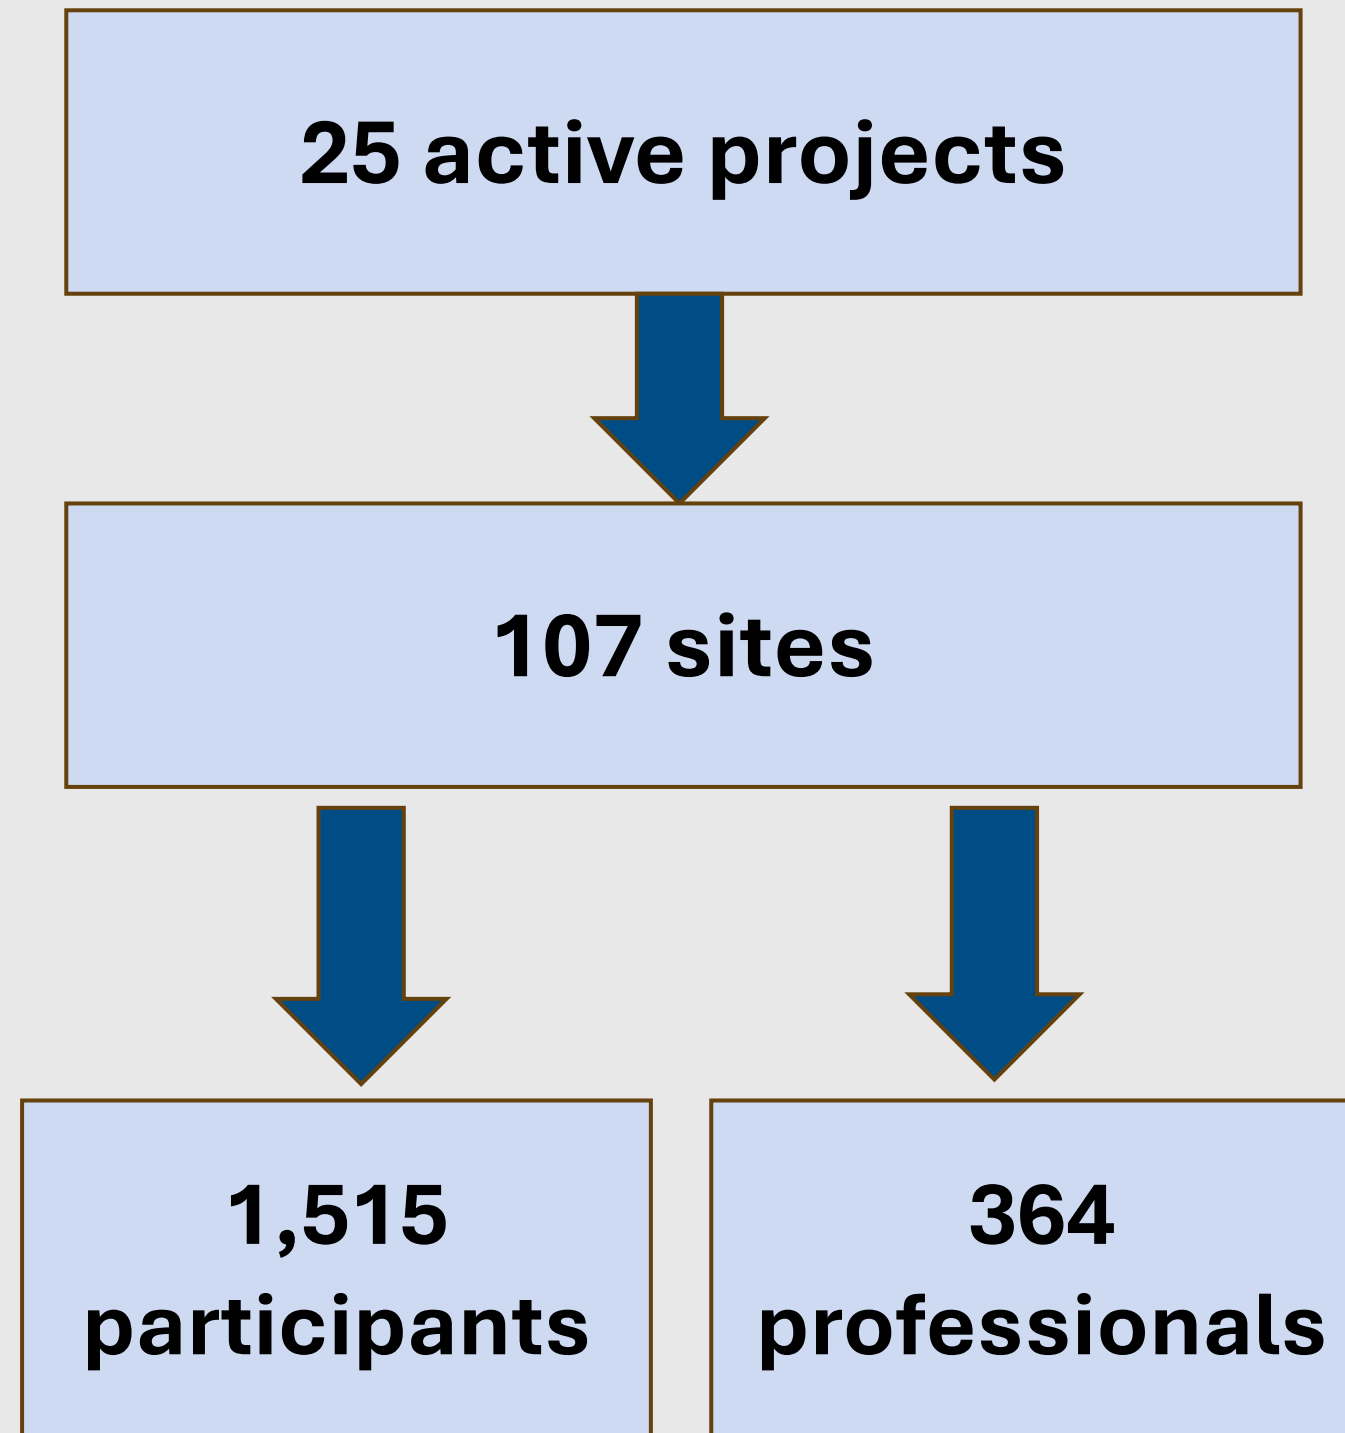 25 active projects
107 sites
1,515
participants
364
professionals